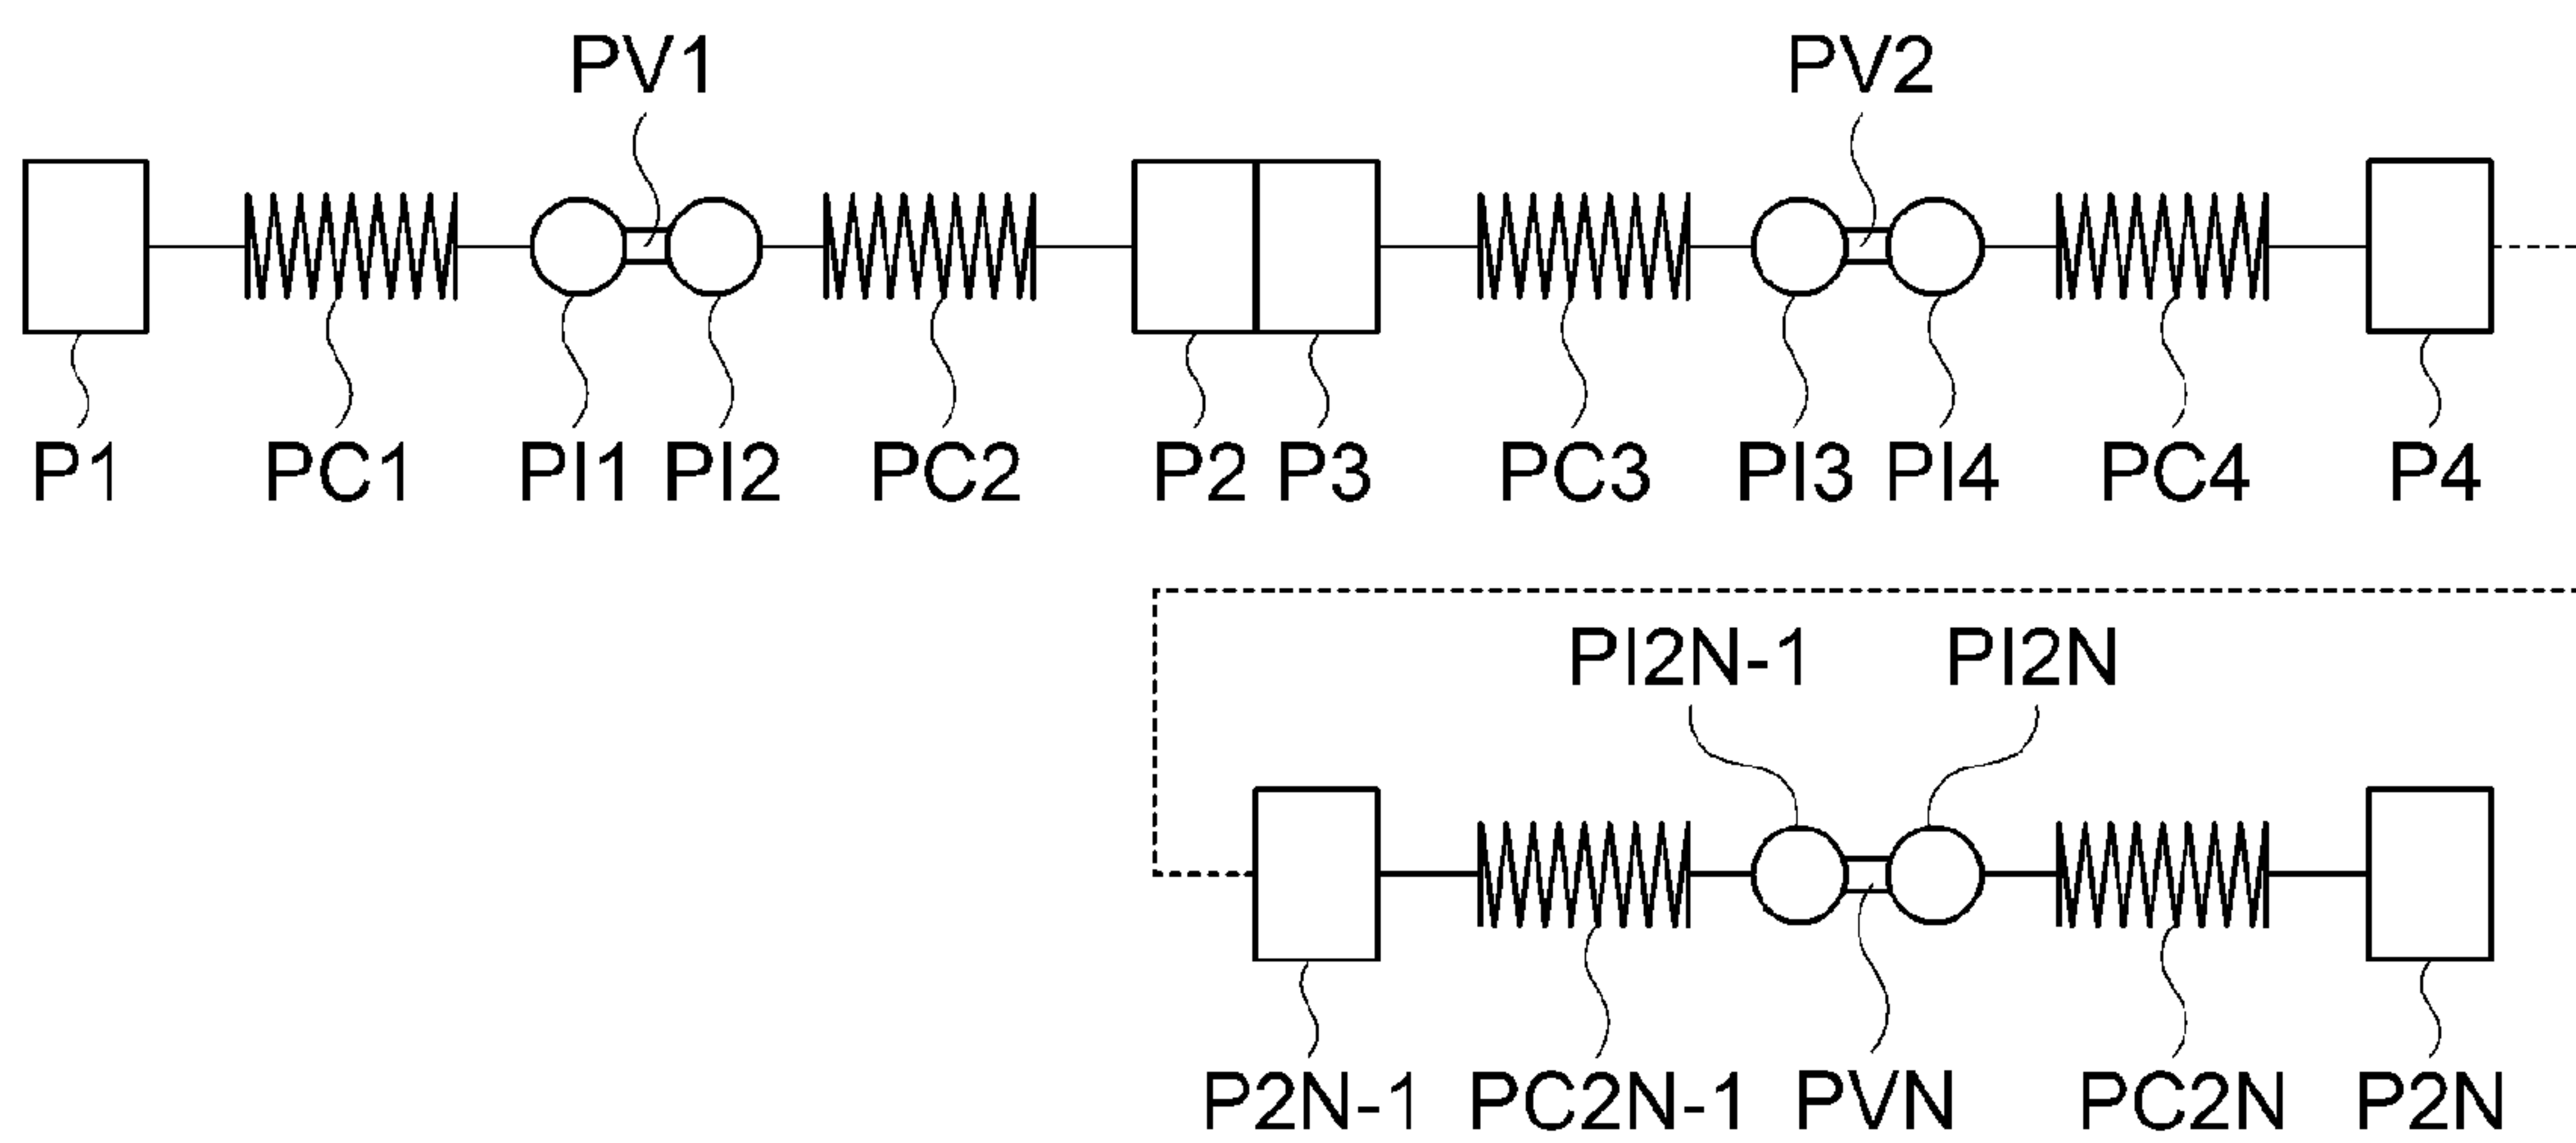 PV1 PV2
P1 PC1 PI1 PI2 PC2 P2 P3 PC3 PI3 PI4 PC4 P4
PI2N-1 PI2N
P2N-1 PC2N-1 PVN PC2N P2N